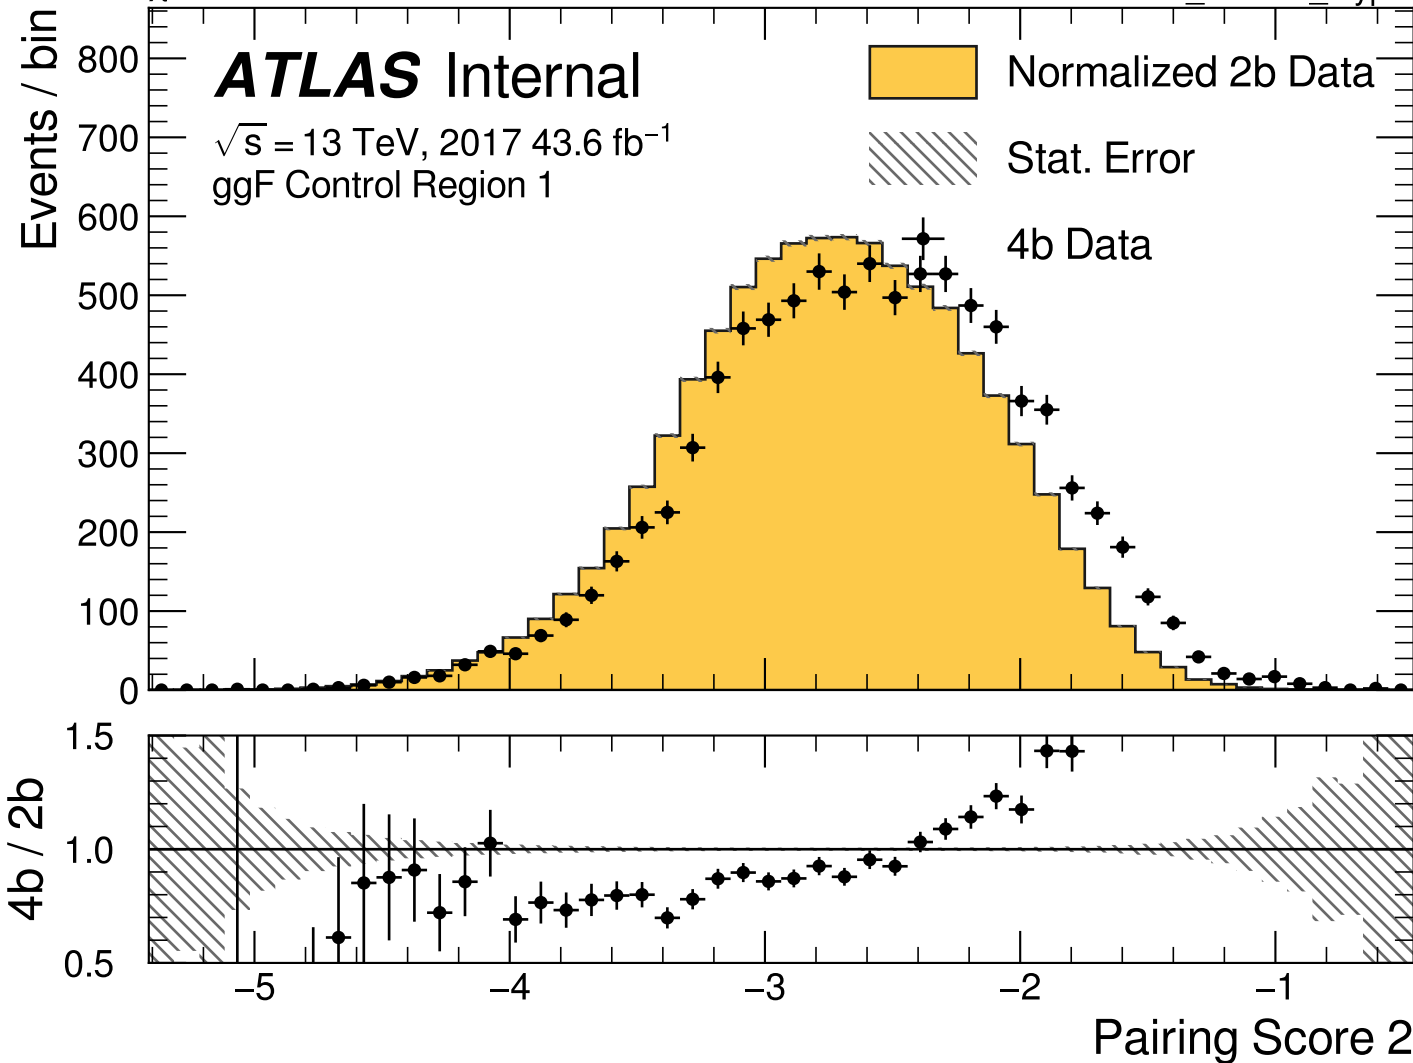 Events / bin
800
700
600
500
400
300
200
100
0
ATLAS Internal
√s = 13 TeV, 2017 43.6 fb⁻¹
ggF Control Region 1
Normalized 2b Data
Stat. Error
4b Data
4b / 2b
1.5
1.0
0.5
−5 −4 −3 −2 −1
Pairing Score 2